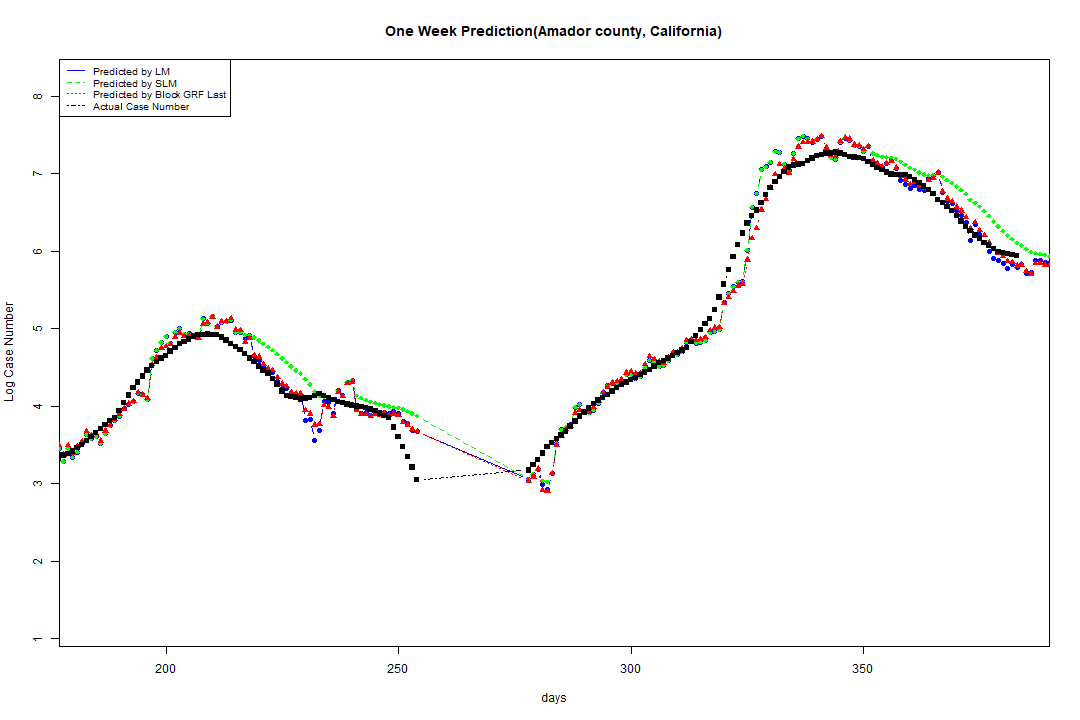 One Week Prediction(Amador county, California)
Predicted by LM
Predicted by SLM
Predicted by Block GRF Last
Actual Case Number
Log Case Number
8
7
6
5
4
3
2
1
200 250 300 350
days